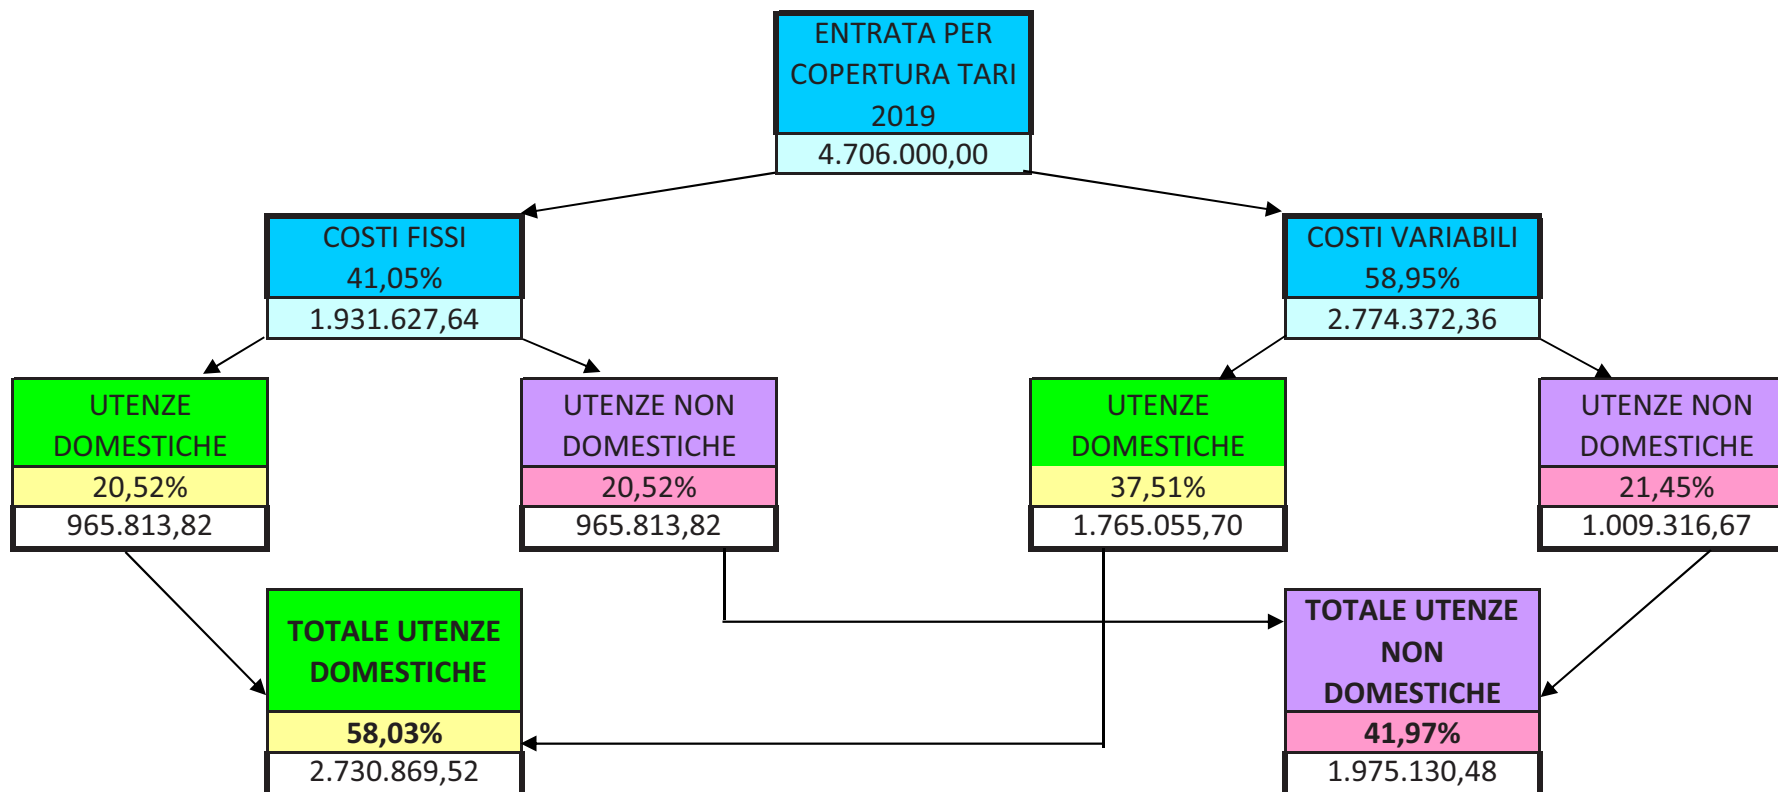 ENTRATA PER
COPERTURA TARI
2019
4.706.000,00
COSTI FISSI
41,05%
1.931.627,64
COSTI VARIABILI
58,95%
2.774.372,36
UTENZE
DOMESTICHE
20,52%
965.813,82
UTENZE NON
DOMESTICHE
20,52%
965.813,82
UTENZE
DOMESTICHE
37,51%
1.765.055,70
UTENZE NON
DOMESTICHE
21,45%
1.009.316,67
TOTALE UTENZE
DOMESTICHE
58,03%
2.730.869,52
TOTALE UTENZE
NON
DOMESTICHE
41,97%
1.975.130,48